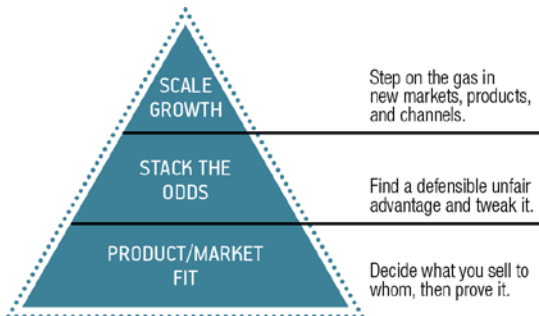 SCALE
GROWTH
Step on the gas in
new markets, products,
and channels.
STACK THE
ODDS
Find a defensible unfair
advantage and tweak it.
PRODUCT/MARKET
FIT
Decide what you sell to
whom, then prove it.